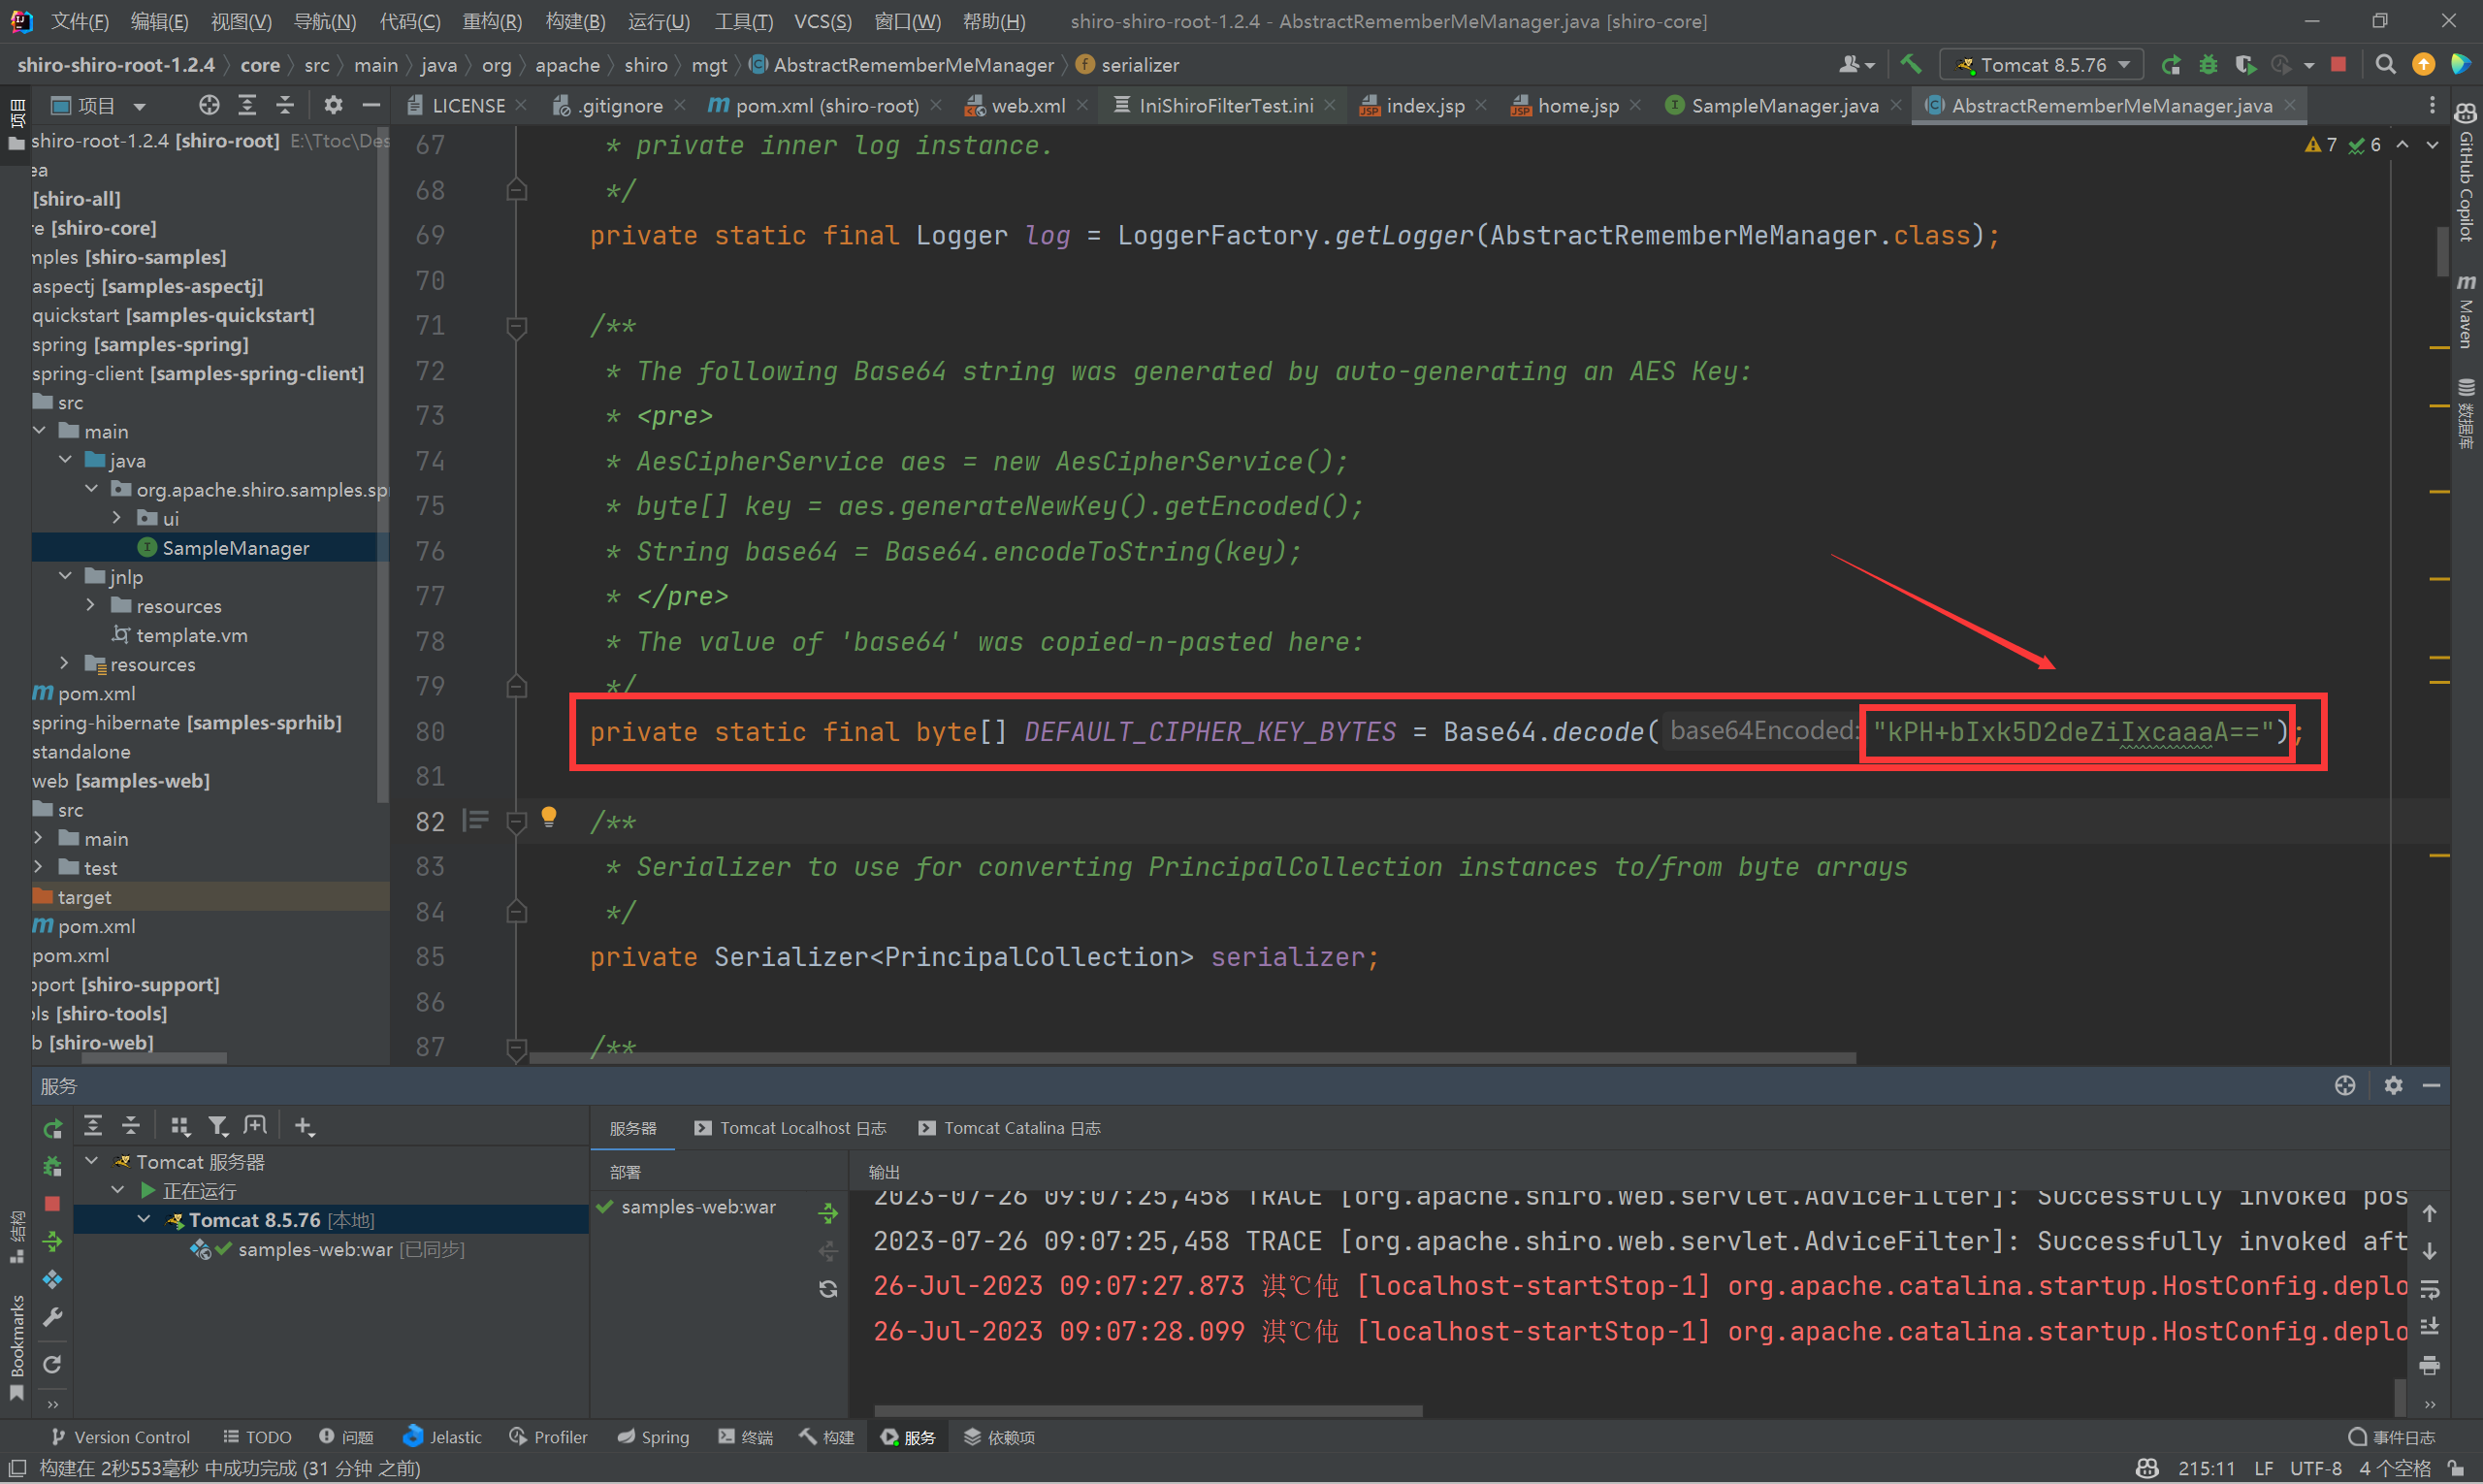 文件(F) 编辑(E) 视图(V) 导航(N) 代码(C) 重构(R) 构建(B) 运行(U) 工具(T) VCS(S) 窗口(W) 帮助(H) shiro-shiro-root-1.2.4 - AbstractRememberMeManager.java [shiro-core]
shiro-shiro-root-1.2.4 core src main java org apache shiro mgt AbstractRememberMeManager serializer Tomcat 8.5.76
项目 LICENSE .gitignore pom.xml (shiro-root) web.xml IniShiroFilterTest.ini index.jsp home.jsp SampleManager.java AbstractRememberMeManager.java
项目
shiro-root-1.2.4 [shiro-root] E:\Ttoc\Des
ea
[shiro-all]
re [shiro-core]
mples [shiro-samples]
aspectj [samples-aspectj]
quickstart [samples-quickstart]
spring [samples-spring]
spring-client [samples-spring-client]
src
main
java
org.apache.shiro.samples.spr
ui
SampleManager
jnlp
resources
template.vm
resources
pom.xml
spring-hibernate [samples-sprhib]
standalone
web [samples-web]
src
main
test
target
pom.xml
pom.xml
pport [shiro-support]
ols [shiro-tools]
b [shiro-web]
7 6
67 * private inner log instance.
68 */
69 private static final Logger log = LoggerFactory.getLogger(AbstractRememberMeManager.class);
70
71 /**
72 * The following Base64 string was generated by auto-generating an AES Key:
73 * <pre>
74 * AesCipherService aes = new AesCipherService();
75 * byte[] key = aes.generateNewKey().getEncoded();
76 * String base64 = Base64.encodeToString(key);
77 * </pre>
78 * The value of 'base64' was copied-n-pasted here:
79 */
80 private static final byte[] DEFAULT_CIPHER_KEY_BYTES = Base64.decode( base64Encoded: "kPH+bIxk5D2deZiIxcaaaA==");
81
82 /**
83 * Serializer to use for converting PrincipalCollection instances to/from byte arrays
84 */
85 private Serializer<PrincipalCollection> serializer;
86
87 /**
GitHub Copilot
Maven
数据库
服务
结构
Bookmarks
Tomcat 服务器
正在运行
Tomcat 8.5.76 [本地]
samples-web:war [已同步]
服务器 Tomcat Localhost 日志 Tomcat Catalina 日志
部署 输出
samples-web:war
2023-07-26 09:07:25,458 TRACE [org.apache.shiro.web.servlet.AdviceFilter]: Successfully invoked pos
2023-07-26 09:07:25,458 TRACE [org.apache.shiro.web.servlet.AdviceFilter]: Successfully invoked aft
26-Jul-2023 09:07:27.873 淇℃伅 [localhost-startStop-1] org.apache.catalina.startup.HostConfig.deplo
26-Jul-2023 09:07:28.099 淇℃伅 [localhost-startStop-1] org.apache.catalina.startup.HostConfig.deplo
Version Control TODO 问题 Jelastic Profiler Spring 终端 构建 服务 依赖项 事件日志
构建在 2秒553毫秒 中成功完成 (31 分钟 之前) 215:11 LF UTF-8 4 个空格